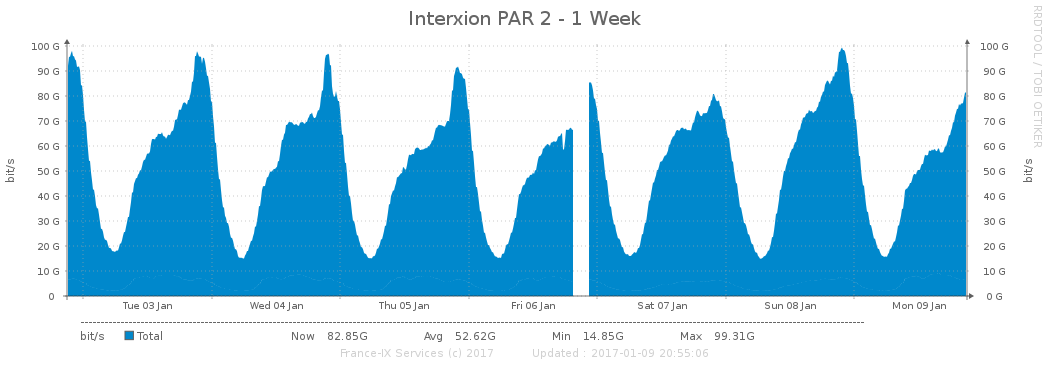 Interxion PAR 2 - 1 Week
RRDTOOL / TOBI OETIKER
bit/s
100 G 100 G
90 G 90 G
80 G 80 G
70 G 70 G
60 G 60 G
50 G 50 G
40 G 40 G
30 G 30 G
20 G 20 G
10 G 10 G
0 0 G
bit/s
Tue 03 Jan Wed 04 Jan Thu 05 Jan Fri 06 Jan Sat 07 Jan Sun 08 Jan Mon 09 Jan
bit/s Total Now 82.85G Avg 52.62G Min 14.85G Max 99.31G
France-IX Services (c) 2017 Updated : 2017-01-09 20:55:06